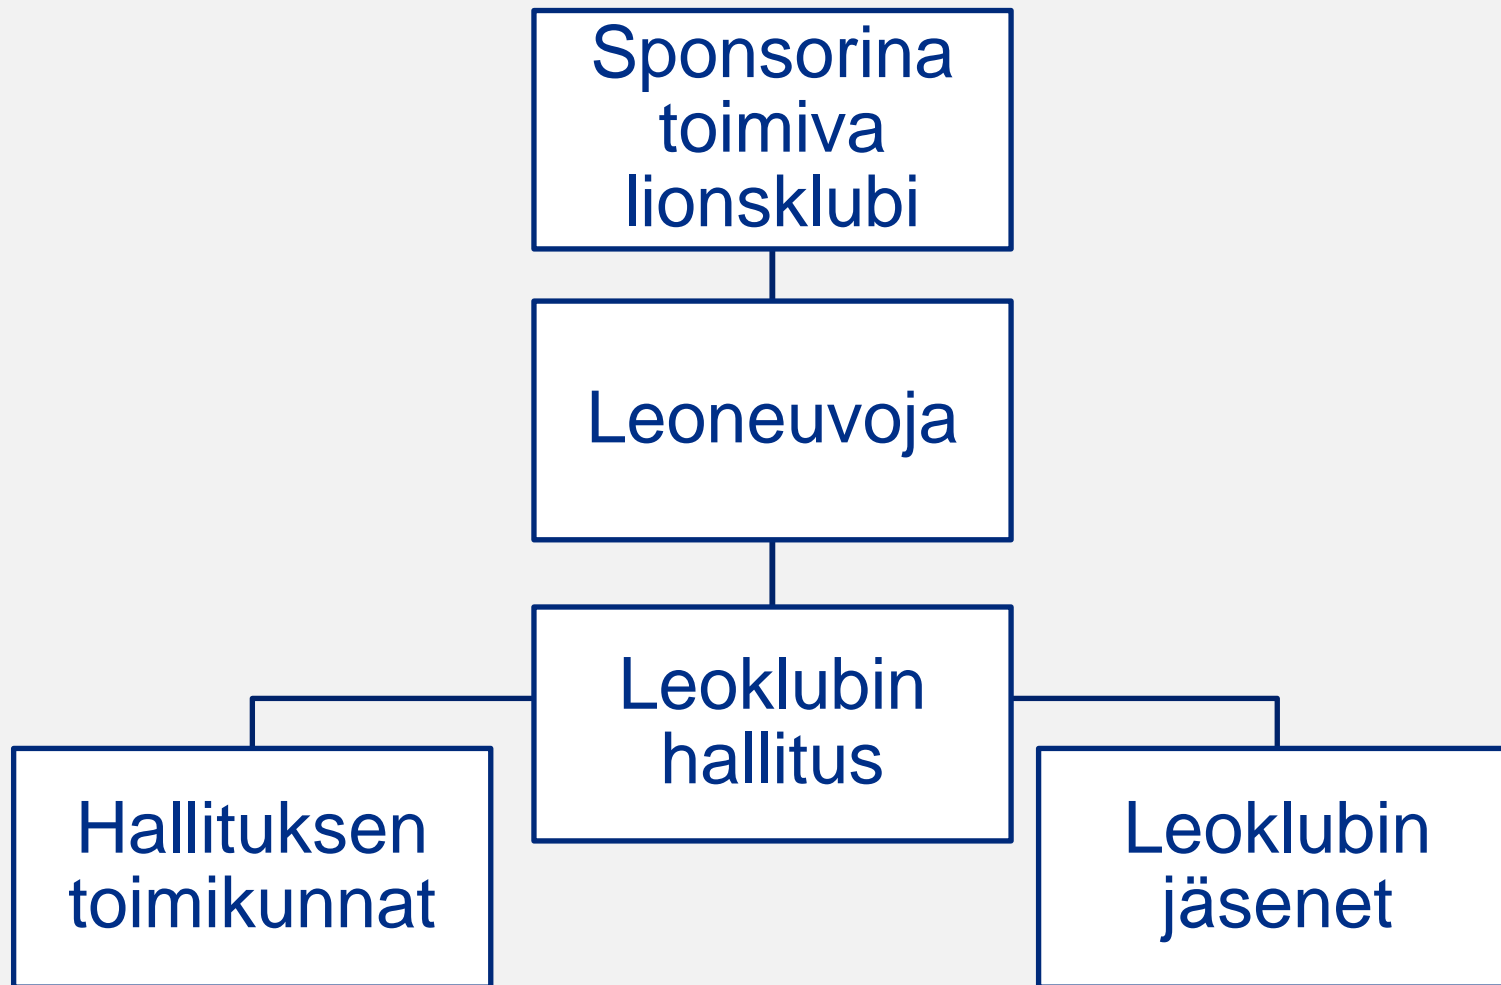 Sponsorina
toimiva
lionsklubi
Leoneuvoja
Leoklubin
hallitus
Hallituksen
toimikunnat
Leoklubin
jäsenet